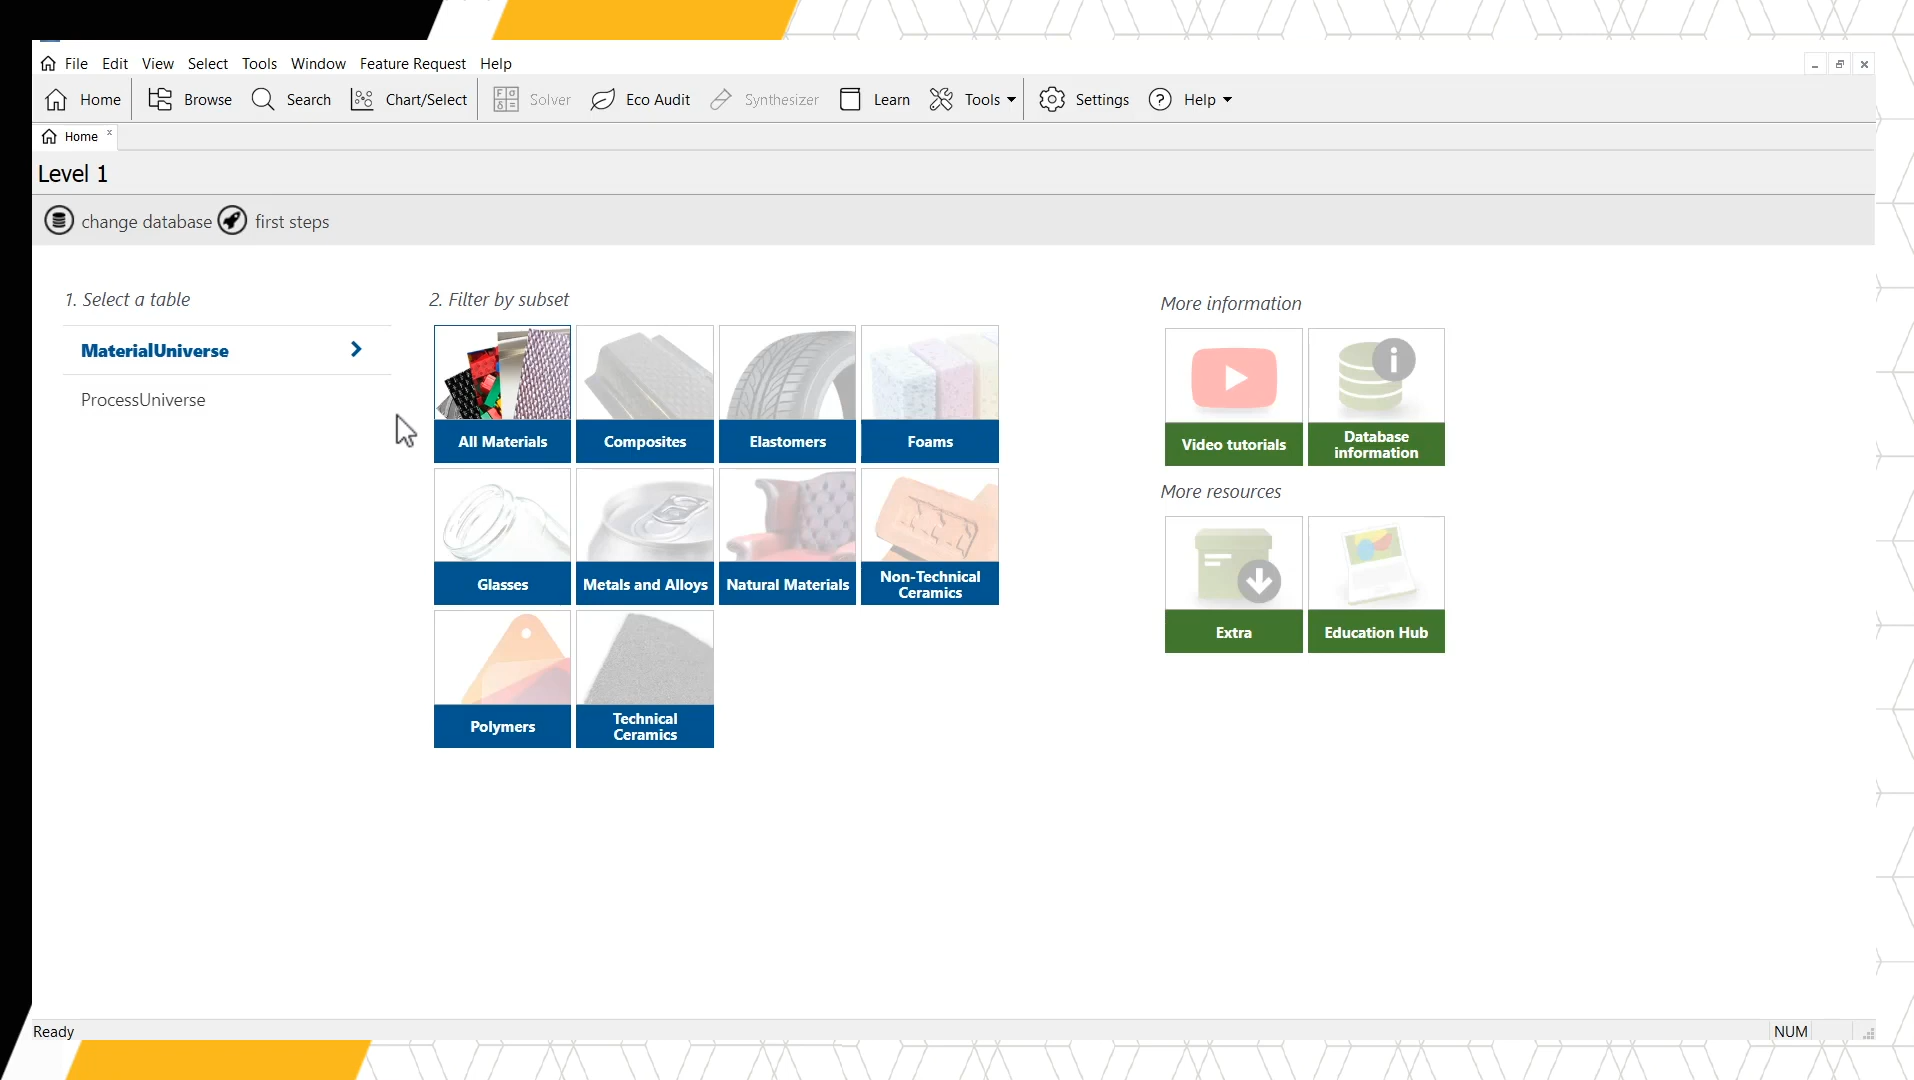 File Edit View Select Tools Window Feature Request Help
Home Browse Search Chart/Select Solver Eco Audit Synthesizer Learn Tools Settings Help
Home
Level 1
change database first steps
1. Select a table
MaterialUniverse
ProcessUniverse
2. Filter by subset
All Materials Composites Elastomers Foams
Glasses Metals and Alloys Natural Materials Non-Technical
Ceramics
Polymers Technical
Ceramics
More information
Video tutorials Database
information
More resources
Extra Education Hub
Ready NUM